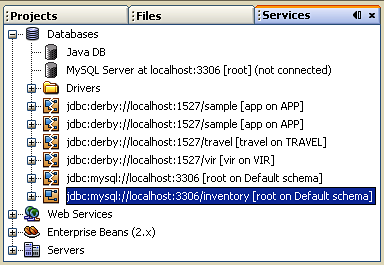 Projects Files Services
Databases
Java DB
MySQL Server at localhost:3306 [root] (not connected)
Drivers
jdbc:derby://localhost:1527/sample [app on APP]
jdbc:derby://localhost:1527/sample [app on APP]
jdbc:derby://localhost:1527/travel [travel on TRAVEL]
jdbc:derby://localhost:1527/vir [vir on VIR]
jdbc:mysql://localhost:3306 [root on Default schema]
jdbc:mysql://localhost:3306/inventory [root on Default schema]
Web Services
Enterprise Beans (2.x)
Servers